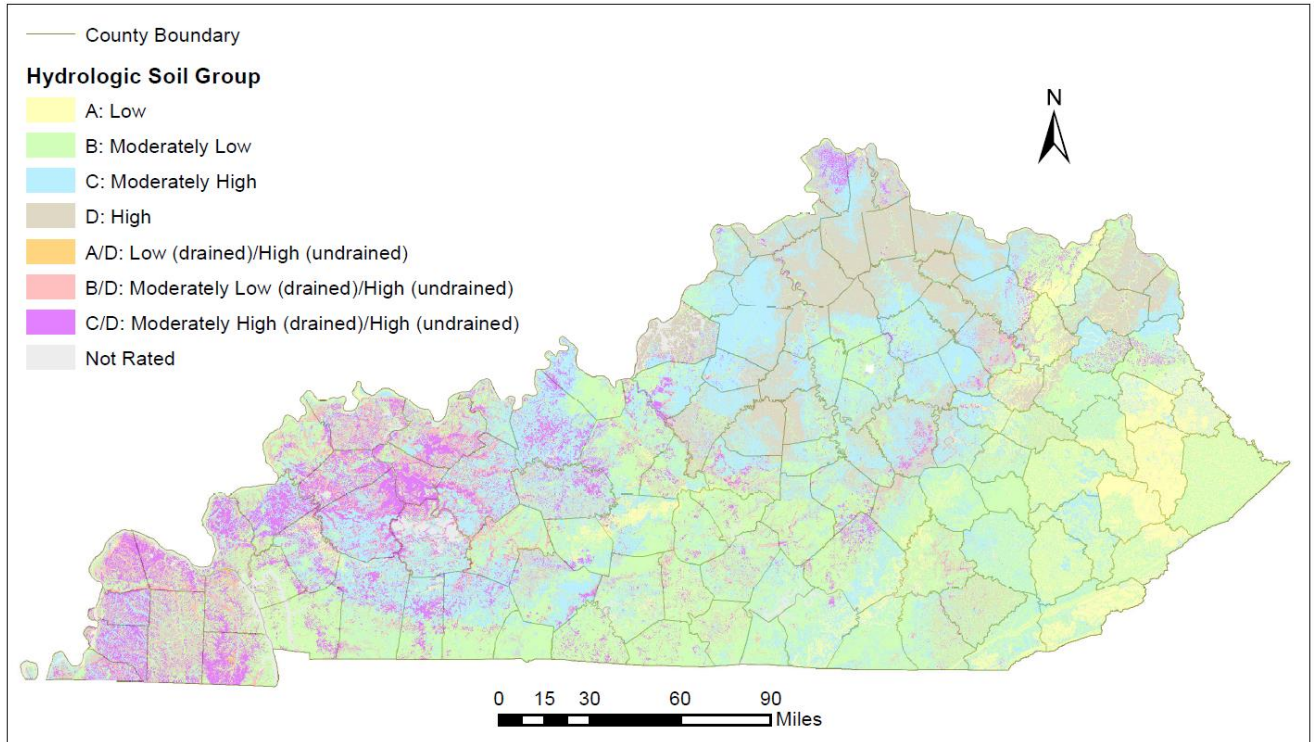 County Boundary
Hydrologic Soil Group
A: Low
B: Moderately Low
C: Moderately High
D: High
A/D: Low (drained)/High (undrained)
B/D: Moderately Low (drained)/High (undrained)
C/D: Moderately High (drained)/High (undrained)
Not Rated
N
0 15 30 60 90
Miles